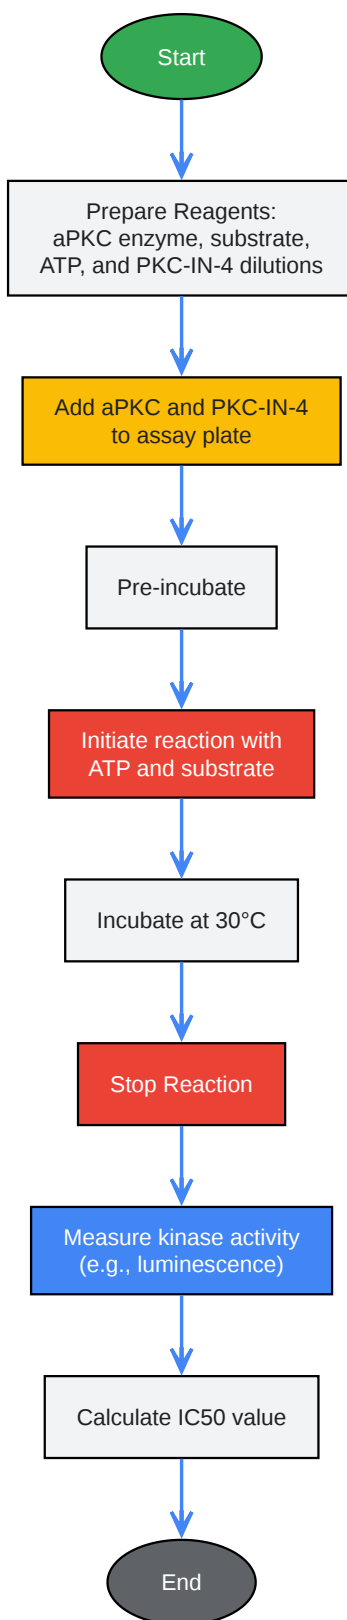 Start
Prepare Reagents:
aPKC enzyme, substrate,
ATP, and PKC-IN-4 dilutions
Add aPKC and PKC-IN-4
to assay plate
Pre-incubate
Initiate reaction with
ATP and substrate
Incubate at 30°C
Stop Reaction
Measure kinase activity
(e.g., luminescence)
Calculate IC50 value
End